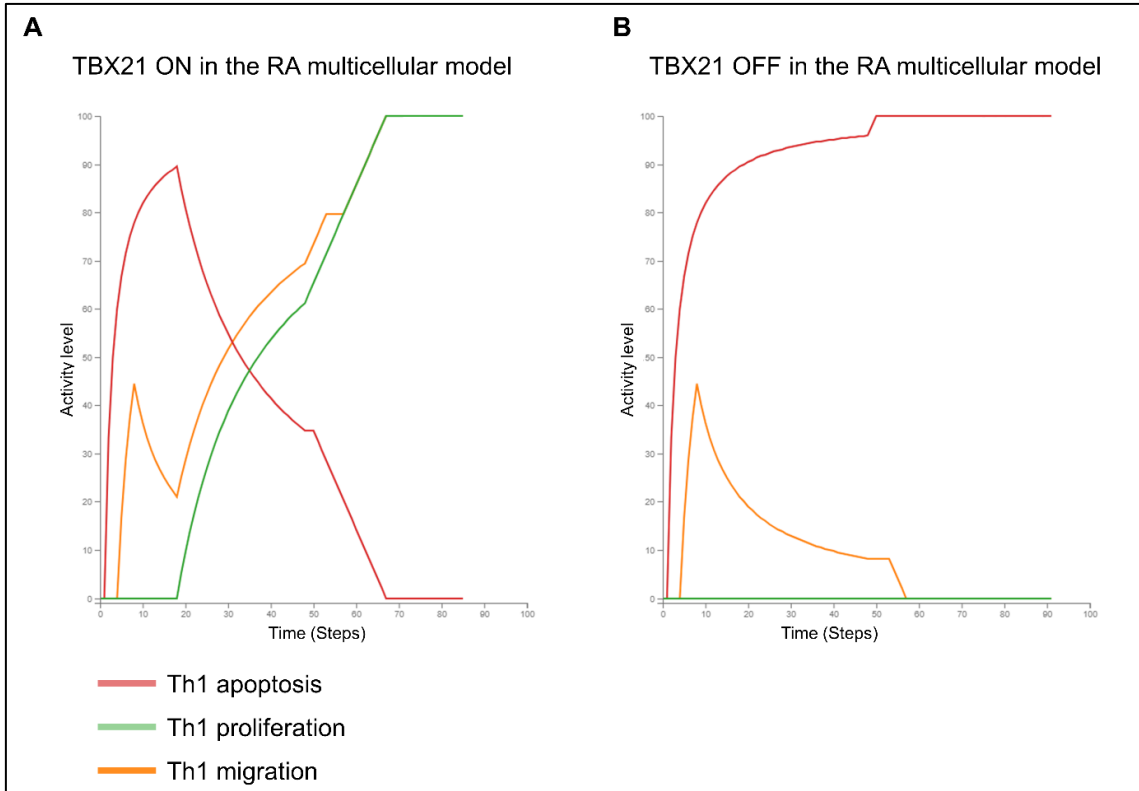 A
B
TBX21 ON in the RA multicellular model
TBX21 OFF in the RA multicellular model
100
90
80
70
60
50
40
30
20
10
0
Activity level
0 10 20 30 40 50 60 70 80 90 100
Time (Steps)
100
90
80
70
60
50
40
30
20
10
0
Activity level
0 10 20 30 40 50 60 70 80 90 100
Time (Steps)
Th1 apoptosis
Th1 proliferation
Th1 migration